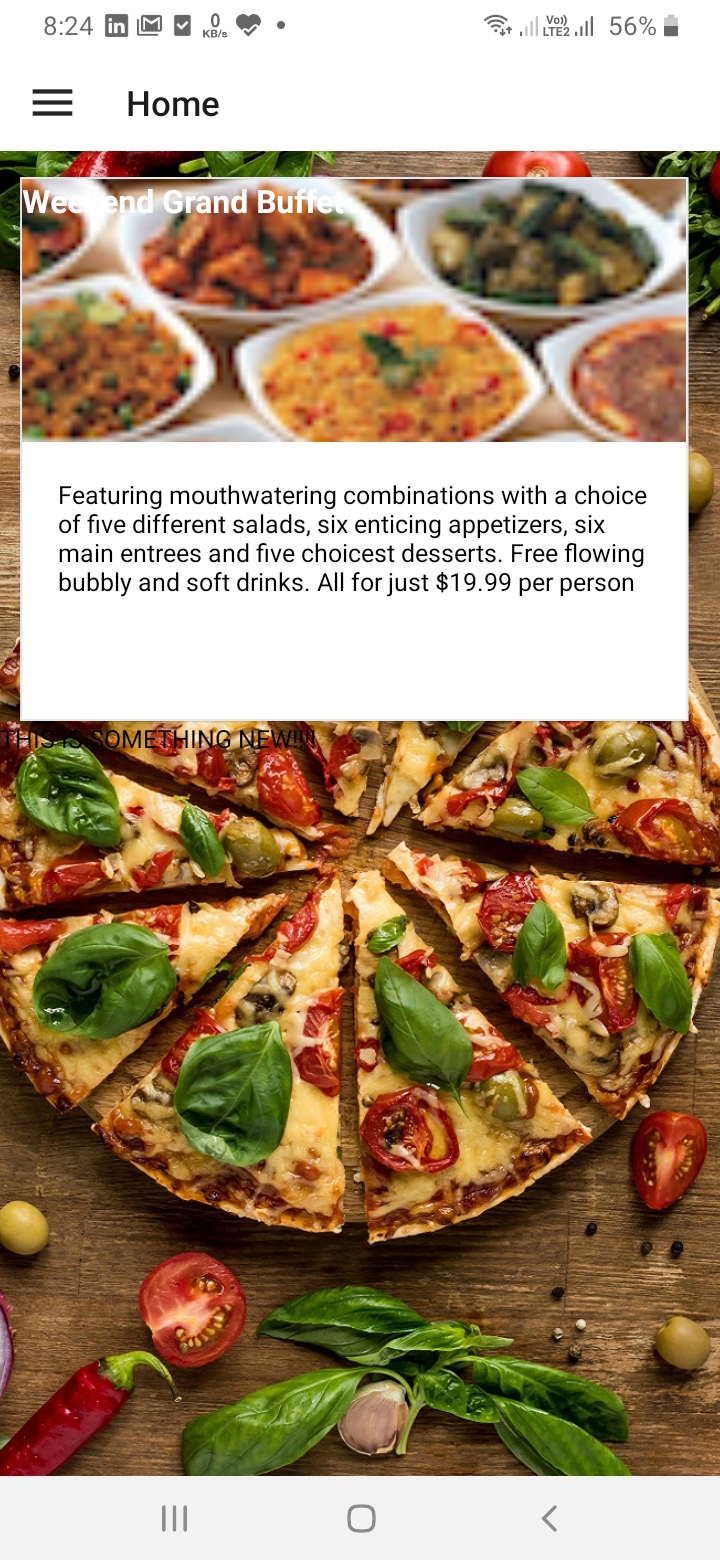 8:24
in
0
KB/s
Vo))
LTE2
56%
Home
Weekend Grand Buffet
Featuring mouthwatering combinations with a choice
of five different salads, six enticing appetizers, six
main entrees and five choicest desserts. Free flowing
bubbly and soft drinks. All for just $19.99 per person
THIS IS SOMETHING NEW!!!!